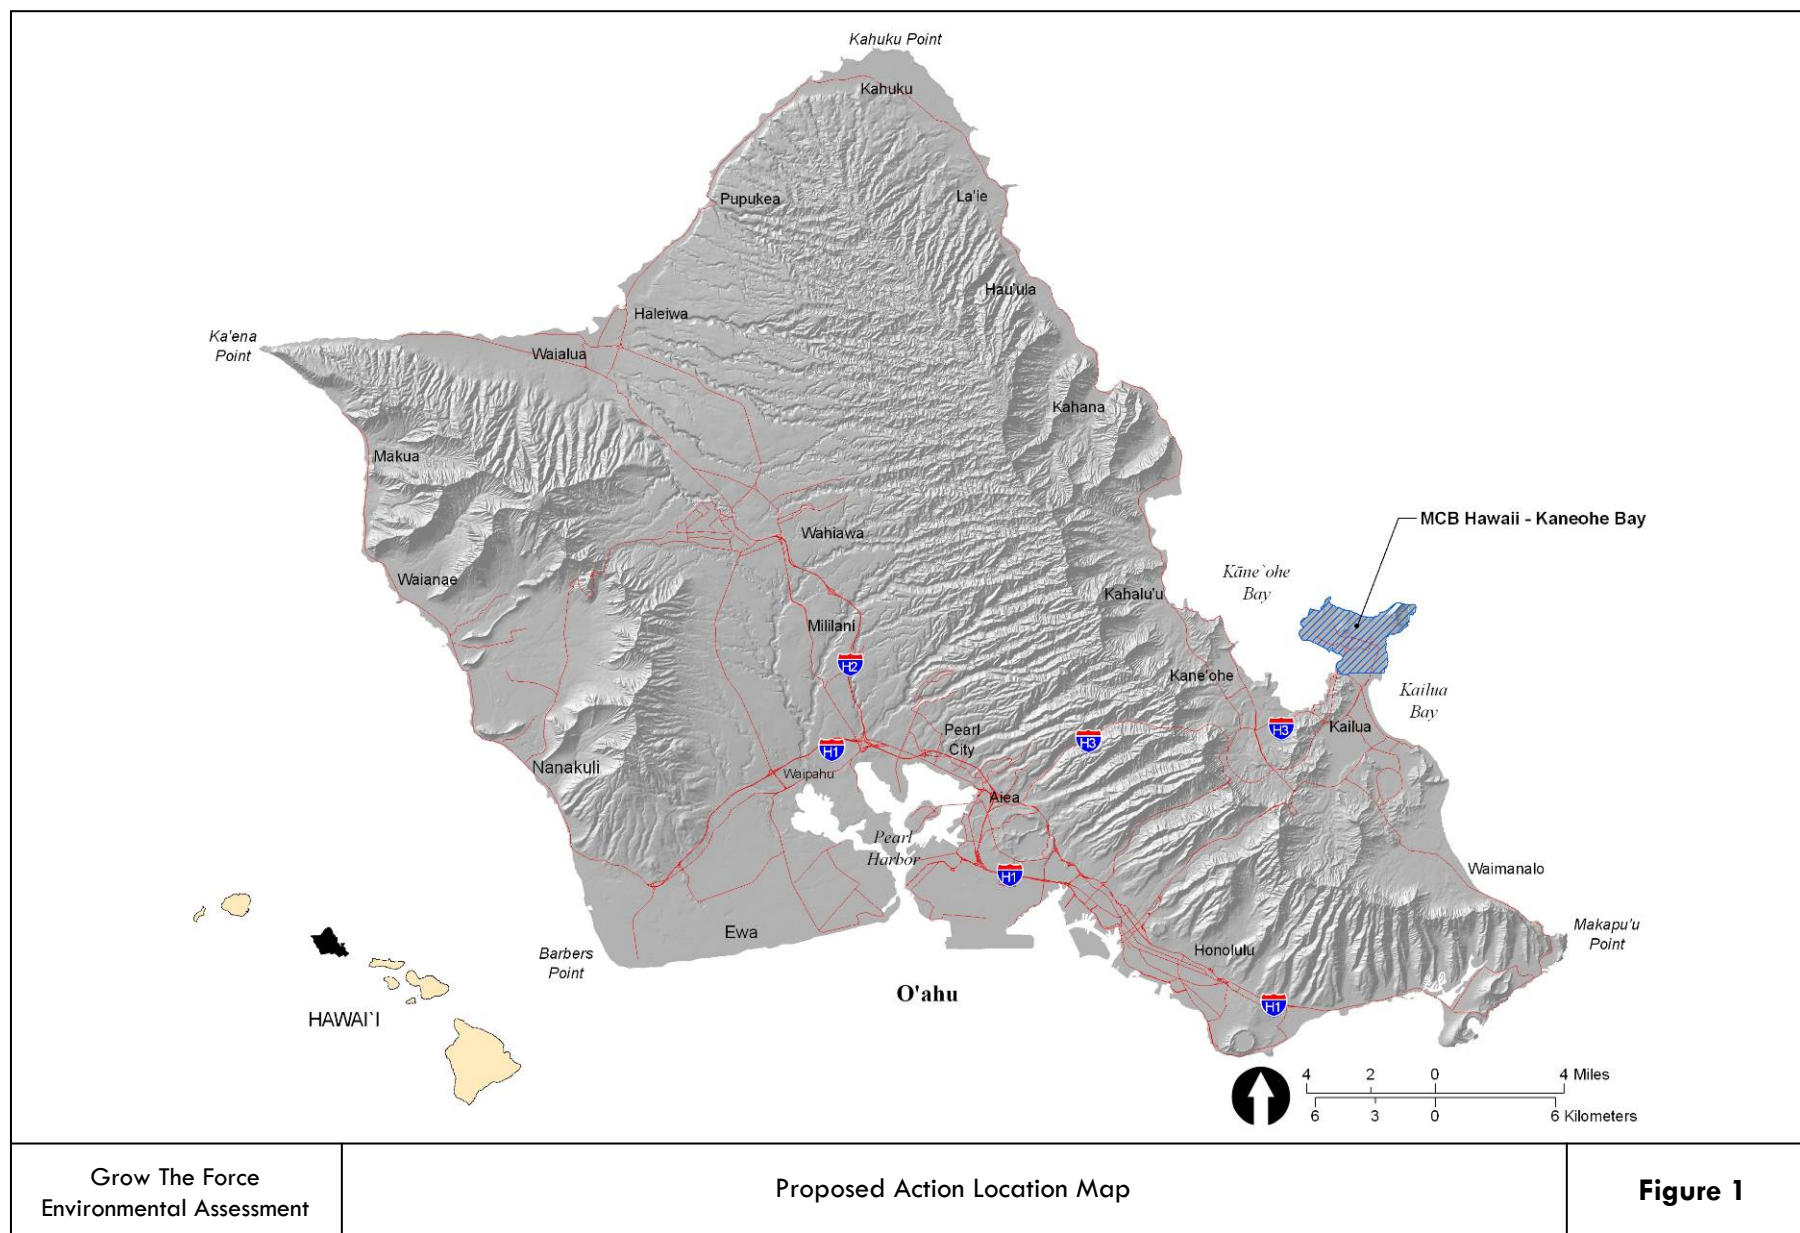 Kahuku Point
Kahuku
Pupukea
La'ie
Hau'ula
Haleiwa
Ka'ena
Point
Waialua
Kahana
Makua
MCB Hawaii - Kaneohe Bay
Wahiawa
Kāne`ohe
Bay
Waianae
Kahalu'u
Mililani
H2
Kane'ohe
Kailua
Bay
Pearl
City
H3
H3
Kailua
H1
Nanakuli
Waipahu
Aiea
Pearl
Harbor
H1
Waimanalo
Ewa
Makapu'u
Point
Barbers
Point
Honolulu
O'ahu
H1
HAWAI`I
4 2 0 4 Miles
6 3 0 6 Kilometers
Grow The Force
Environmental Assessment
Proposed Action Location Map
Figure 1